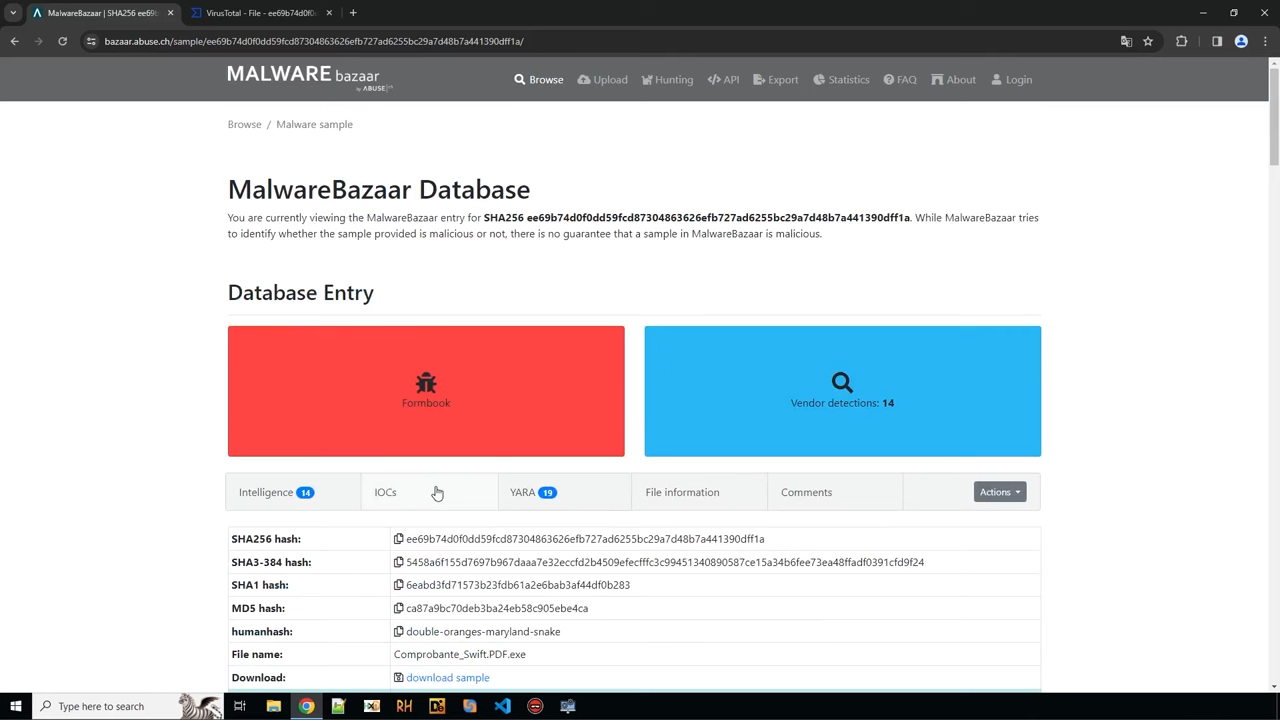 MalwareBazaar | SHA256 ee69b
VirusTotal - File - ee69b74d0f0d
bazaar.abuse.ch/sample/ee69b74d0f0dd59fcd87304863626efb727ad6255bc29a7d48b7a441390dff1a/
MALWARE bazaar
by ABUSE|ch
Browse
Upload
Hunting
API
Export
Statistics
FAQ
About
Login
Browse / Malware sample
MalwareBazaar Database
You are currently viewing the MalwareBazaar entry for SHA256 ee69b74d0f0dd59fcd87304863626efb727ad6255bc29a7d48b7a441390dff1a. While MalwareBazaar tries
to identify whether the sample provided is malicious or not, there is no guarantee that a sample in MalwareBazaar is malicious.
Database Entry
Formbook
Vendor detections: 14
Intelligence 14
IOCs
YARA 19
File information
Comments
Actions
SHA256 hash: ee69b74d0f0dd59fcd87304863626efb727ad6255bc29a7d48b7a441390dff1a
SHA3-384 hash: 5458a6f155d7697b967daaa7e32eccfd2b4509efecfffc3c99451340890587ce15a34b6fee73ea48ffadf0391cfd9f24
SHA1 hash: 6eabd3fd71573b23fdb61a2e6bab3af44df0b283
MD5 hash: ca87a9bc70deb3ba24eb58c905ebe4ca
humanhash: double-oranges-maryland-snake
File name: Comprobante_Swift.PDF.exe
Download: download sample
Type here to search